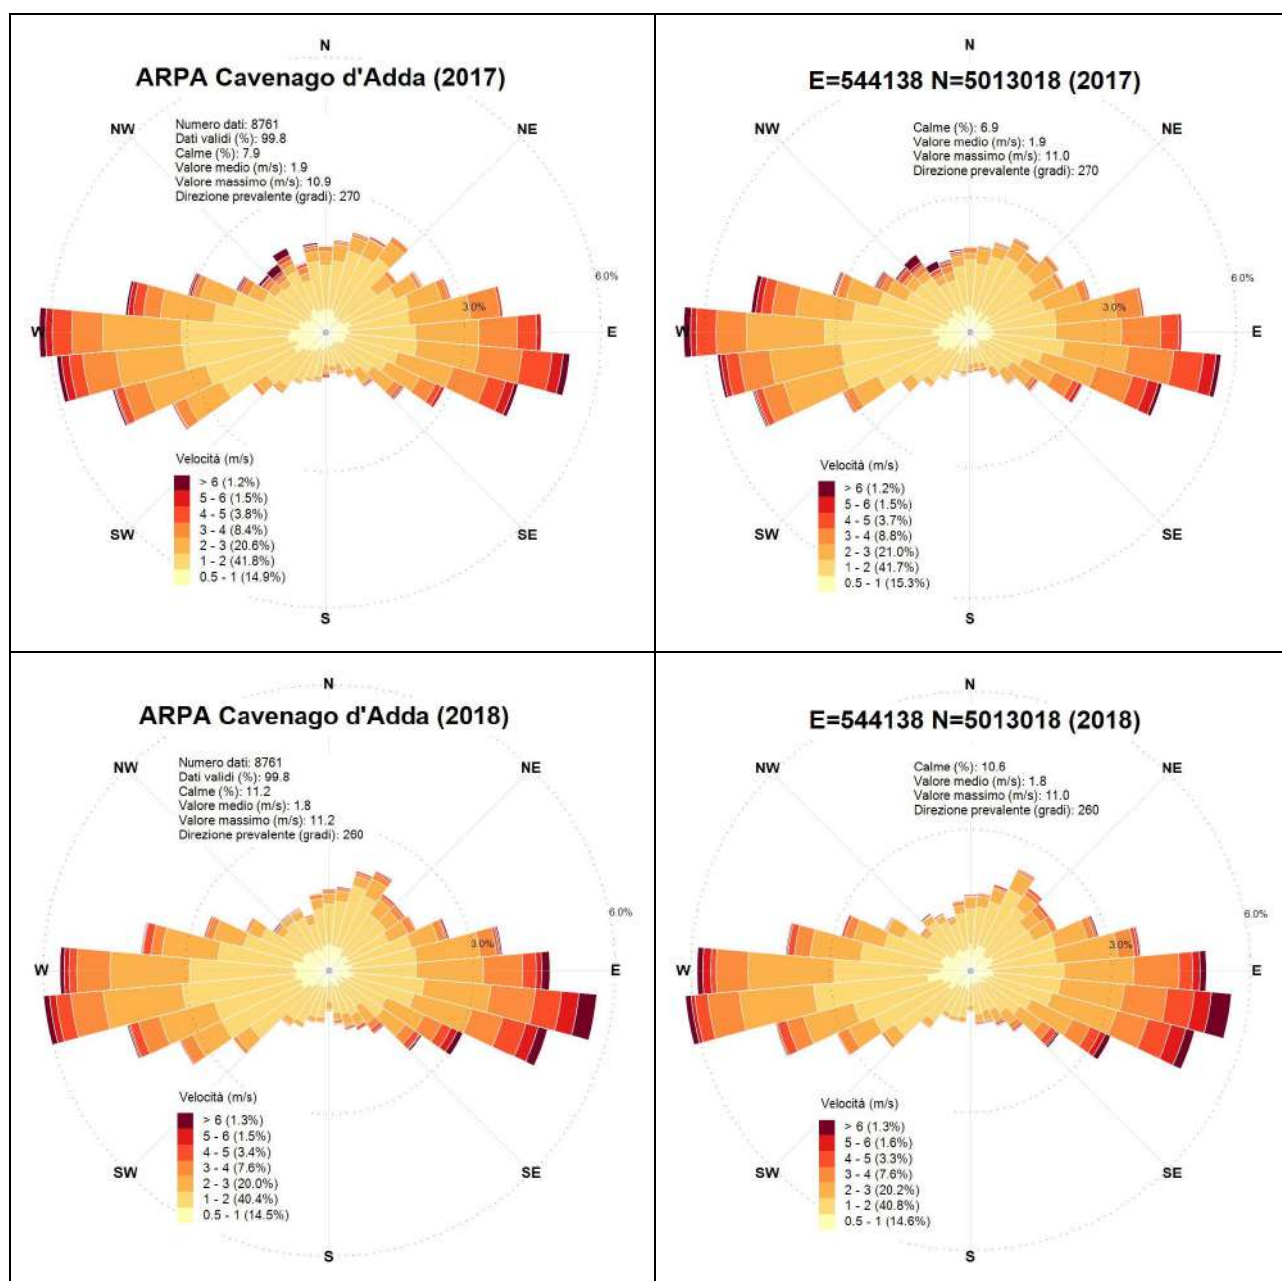 N
ARPA Cavenago d'Adda (2017)
NW
NE
Numero dati: 8761
Dati validi (%): 99.8
Calme (%): 7.9
Valore medio (m/s): 1.9
Valore massimo (m/s): 10.9
Direzione prevalente (gradi): 270
6.0%
3.0%
W
E
Velocità (m/s)
> 6 (1.2%)
5 - 6 (1.5%)
4 - 5 (3.8%)
3 - 4 (8.4%)
2 - 3 (20.6%)
1 - 2 (41.8%)
0.5 - 1 (14.9%)
SW
SE
S
N
E=544138 N=5013018 (2017)
NW
NE
Calme (%): 6.9
Valore medio (m/s): 1.9
Valore massimo (m/s): 11.0
Direzione prevalente (gradi): 270
6.0%
3.0%
W
E
Velocità (m/s)
> 6 (1.2%)
5 - 6 (1.5%)
4 - 5 (3.7%)
3 - 4 (8.8%)
2 - 3 (21.0%)
1 - 2 (41.7%)
0.5 - 1 (15.3%)
SW
SE
S
N
ARPA Cavenago d'Adda (2018)
NW
NE
Numero dati: 8761
Dati validi (%): 99.8
Calme (%): 11.2
Valore medio (m/s): 1.8
Valore massimo (m/s): 11.2
Direzione prevalente (gradi): 260
6.0%
3.0%
W
E
Velocità (m/s)
> 6 (1.3%)
5 - 6 (1.5%)
4 - 5 (3.4%)
3 - 4 (7.6%)
2 - 3 (20.0%)
1 - 2 (40.4%)
0.5 - 1 (14.5%)
SW
SE
S
N
E=544138 N=5013018 (2018)
NW
NE
Calme (%): 10.6
Valore medio (m/s): 1.8
Valore massimo (m/s): 11.0
Direzione prevalente (gradi): 260
6.0%
3.0%
W
E
Velocità (m/s)
> 6 (1.3%)
5 - 6 (1.6%)
4 - 5 (3.3%)
3 - 4 (7.6%)
2 - 3 (20.2%)
1 - 2 (40.8%)
0.5 - 1 (14.6%)
SW
SE
S